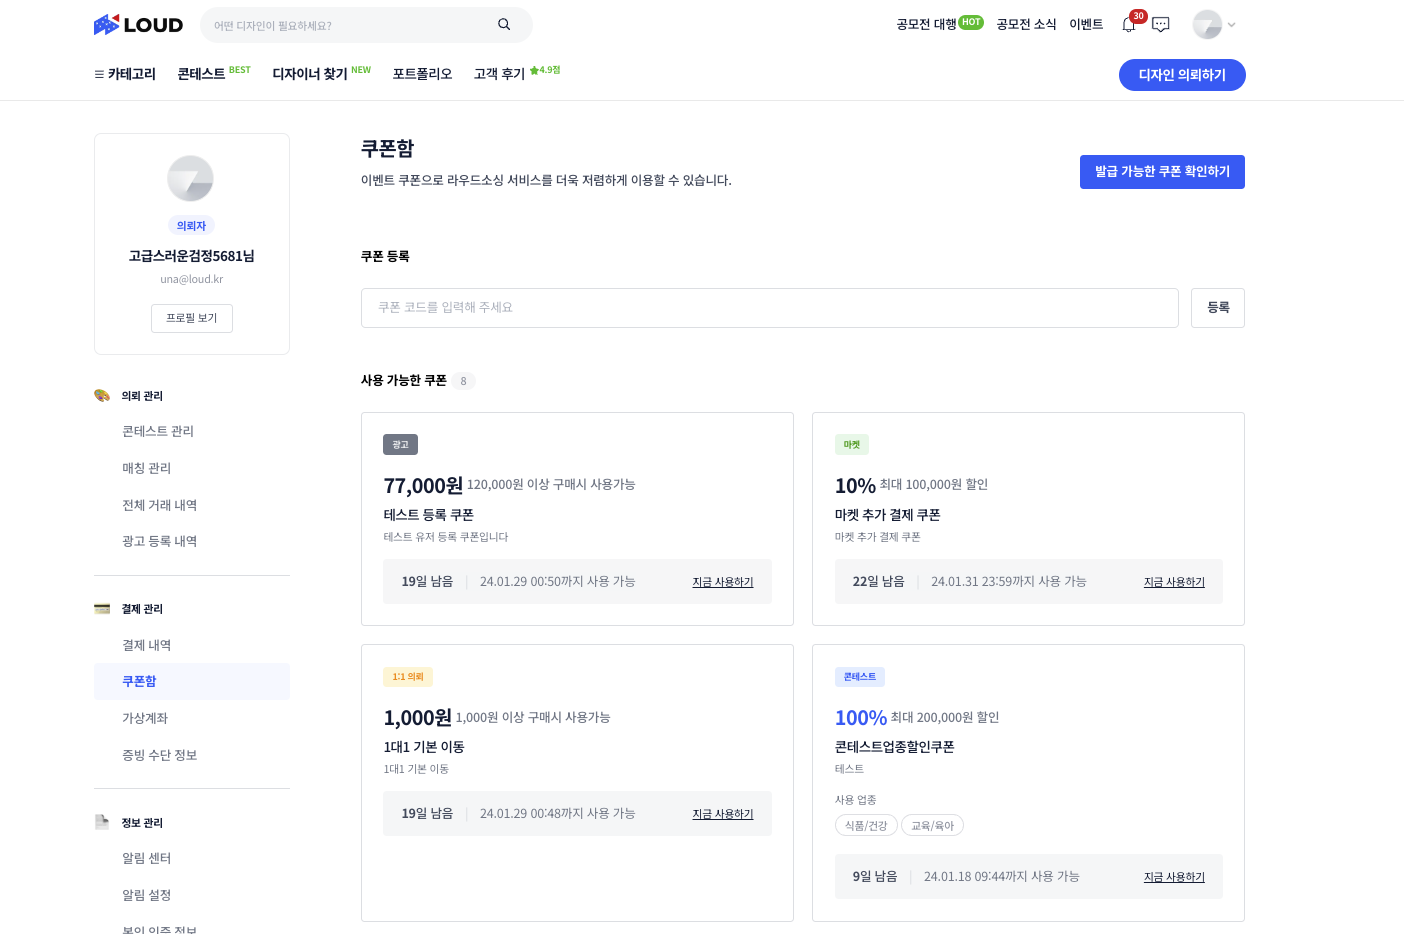 LOUD
어떤 디자인이 필요하세요?
공모전 대행 HOT 공모전 소식 이벤트 30
카테고리 콘테스트 BEST 디자이너 찾기 NEW 포트폴리오 고객 후기 ★4.9점
디자인 의뢰하기
의뢰자
고급스러운검정5681님
una@loud.kr
프로필 보기
의뢰 관리
콘테스트 관리
매칭 관리
전체 거래 내역
광고 등록 내역
결제 관리
결제 내역
쿠폰함
가상계좌
증빙 수단 정보
정보 관리
알림 센터
알림 설정
본인 인증 정보
쿠폰함
이벤트 쿠폰으로 라우드소싱 서비스를 더욱 저렴하게 이용할 수 있습니다.
발급 가능한 쿠폰 확인하기
쿠폰 등록
쿠폰 코드를 입력해 주세요
등록
사용 가능한 쿠폰 8
광고
77,000원 120,000원 이상 구매시 사용가능
테스트 등록 쿠폰
테스트 유저 등록 쿠폰입니다
19일 남음 | 24.01.29 00:50까지 사용 가능 지금 사용하기
마켓
10% 최대 100,000원 할인
마켓 추가 결제 쿠폰
마켓 추가 결제 쿠폰
22일 남음 | 24.01.31 23:59까지 사용 가능 지금 사용하기
1:1 의뢰
1,000원 1,000원 이상 구매시 사용가능
1대1 기본 이동
1대1 기본 이동
19일 남음 | 24.01.29 00:48까지 사용 가능 지금 사용하기
콘테스트
100% 최대 200,000원 할인
콘테스트업종할인쿠폰
테스트
사용 업종
식품/건강 교육/육아
9일 남음 | 24.01.18 09:44까지 사용 가능 지금 사용하기